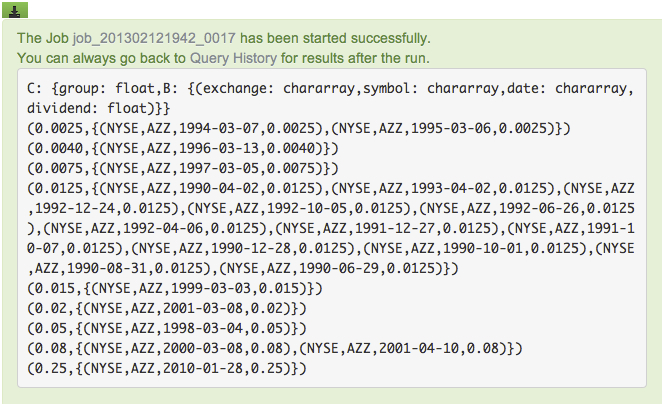 The Job job_201302121942_0017 has been started successfully.
You can always go back to Query History for results after the run.
C: {group: float,B: {(exchange: chararray,symbol: chararray,date: chararray,
dividend: float)}}
(0.0025,{(NYSE,AZZ,1994-03-07,0.0025),(NYSE,AZZ,1995-03-06,0.0025)})
(0.0040,{(NYSE,AZZ,1996-03-13,0.0040)})
(0.0075,{(NYSE,AZZ,1997-03-05,0.0075)})
(0.0125,{(NYSE,AZZ,1990-04-02,0.0125),(NYSE,AZZ,1993-04-02,0.0125),(NYSE,AZZ
,1992-12-24,0.0125),(NYSE,AZZ,1992-10-05,0.0125),(NYSE,AZZ,1992-06-26,0.0125
),(NYSE,AZZ,1992-04-06,0.0125),(NYSE,AZZ,1991-12-27,0.0125),(NYSE,AZZ,1991-1
0-07,0.0125),(NYSE,AZZ,1990-12-28,0.0125),(NYSE,AZZ,1990-10-01,0.0125),(NYSE
,AZZ,1990-08-31,0.0125),(NYSE,AZZ,1990-06-29,0.0125)})
(0.015,{(NYSE,AZZ,1999-03-03,0.015)})
(0.02,{(NYSE,AZZ,2001-03-08,0.02)})
(0.05,{(NYSE,AZZ,1998-03-04,0.05)})
(0.08,{(NYSE,AZZ,2000-03-08,0.08),(NYSE,AZZ,2001-04-10,0.08)})
(0.25,{(NYSE,AZZ,2010-01-28,0.25)})